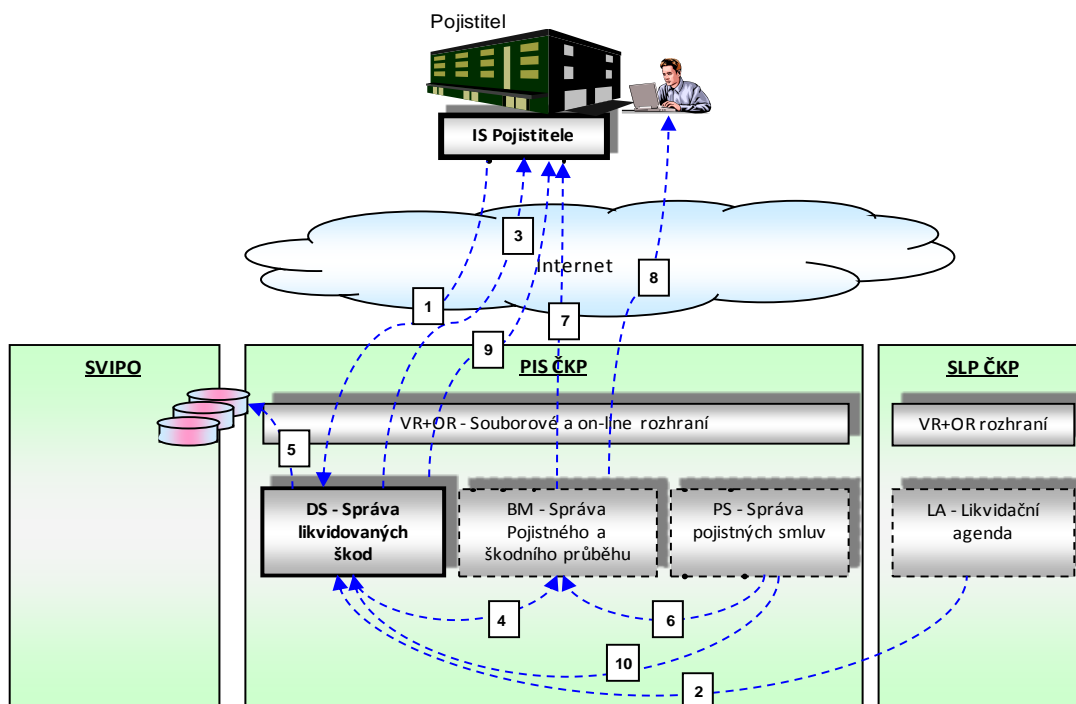 Pojistitel
IS Pojistitele
3
Internet
8
1
7
9
SVIPO
PIS ČKP
SLP ČKP
VR+OR - Souborové a on-line rozhraní
VR+OR rozhraní
5
DS - Správa
likvidovaných
škod
BM - Správa
Pojistného a
škodního průběhu
PS - Správa
pojistných smluv
LA - Likvidační
agenda
4
6
10
2